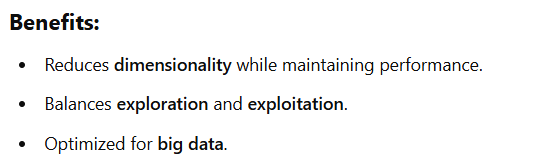 Benefits:
• Reduces dimensionality while maintaining performance.
• Balances exploration and exploitation.
• Optimized for big data.